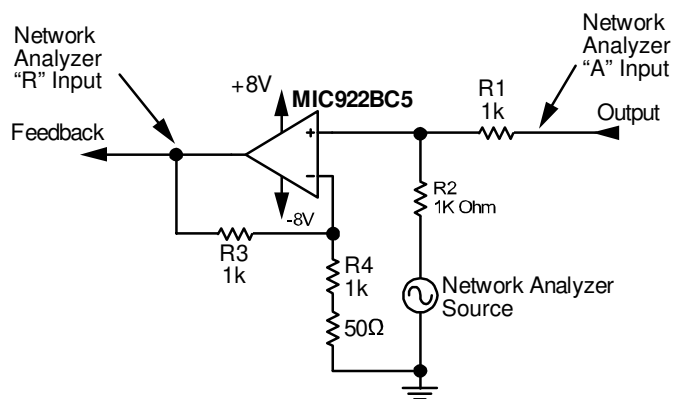 Network
Analyzer
“R” Input
Feedback
+8V
MIC922BC5
+
-
-8V
R3
1k
R4
1k
50Ω
R1
1k
Network
Analyzer
“A” Input
Output
R2
1K Ohm
Network Analyzer
Source